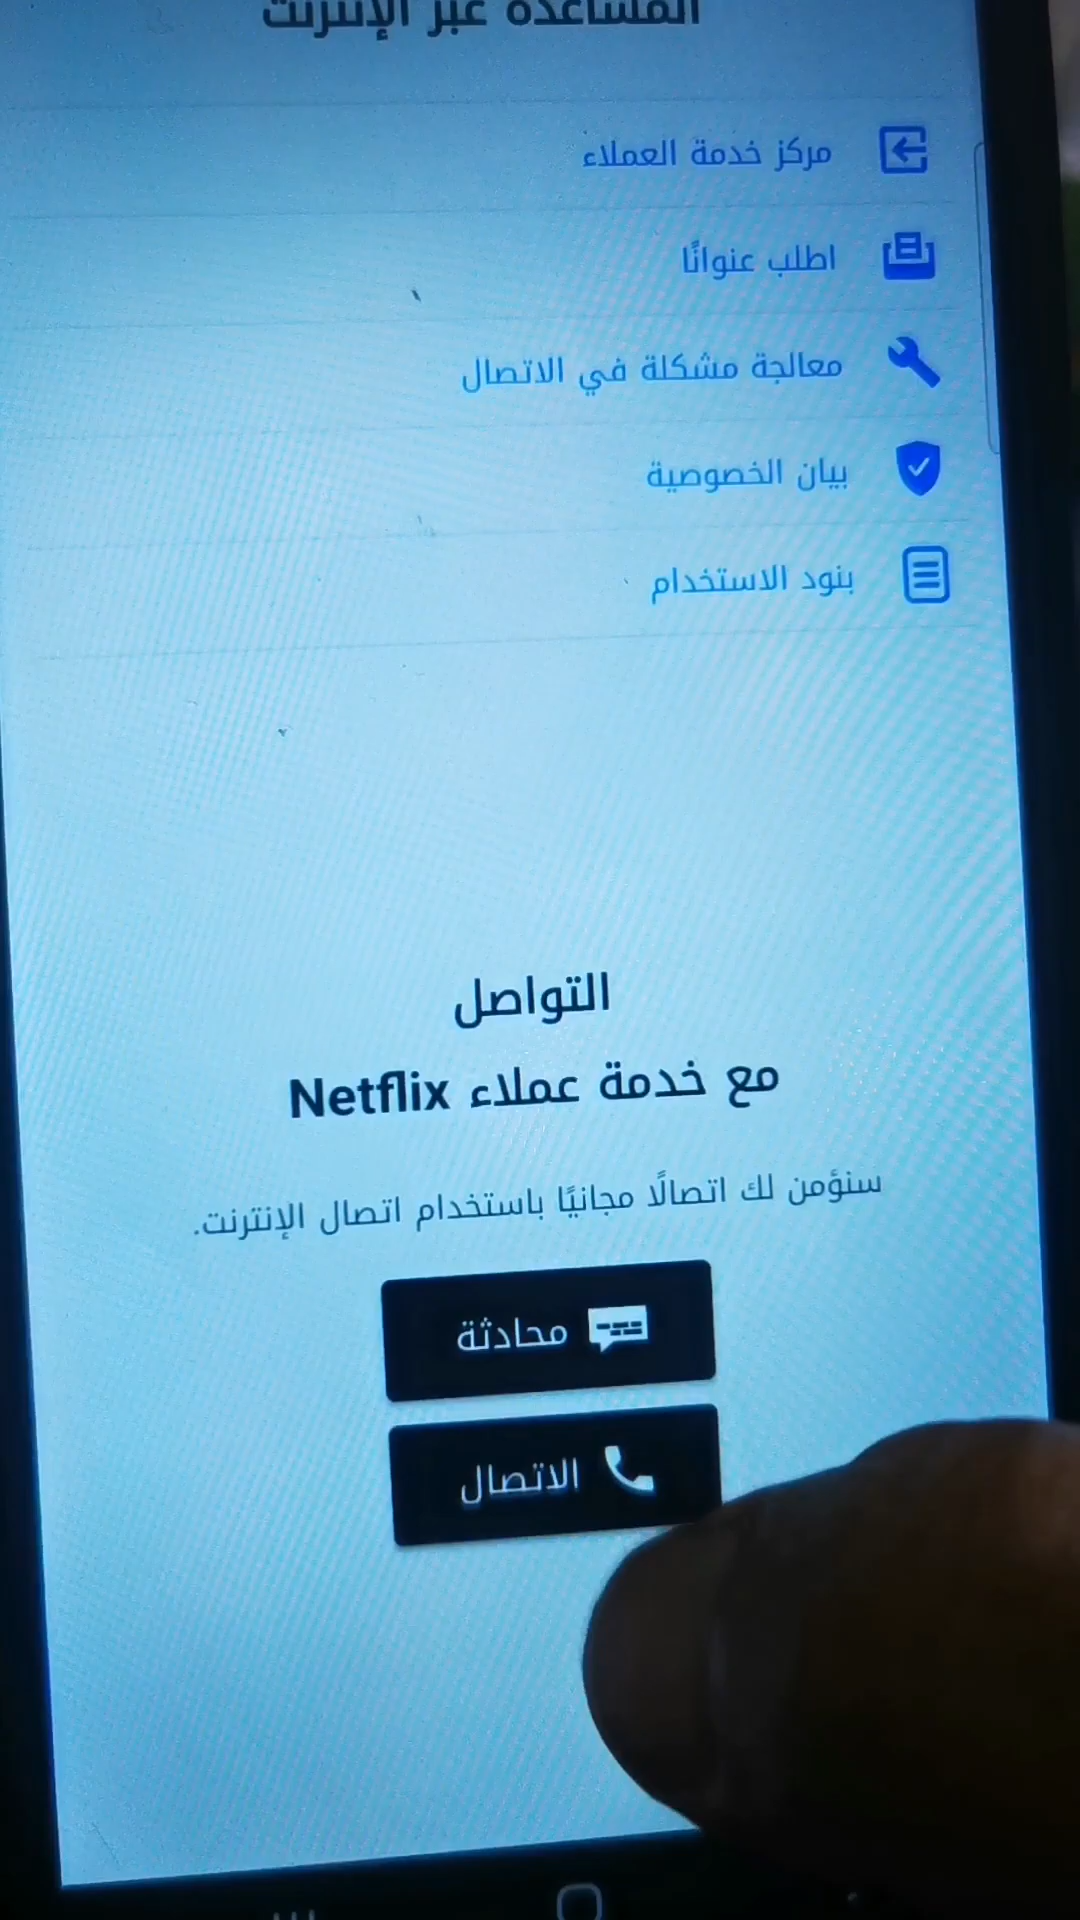 المساعدة عبر الإنترنت
مركز خدمة العملاء
اطلب عنوانًا
معالجة مشكلة في الاتصال
بيان الخصوصية
بنود الاستخدام
التواصل
مع خدمة عملاء Netflix
سنؤمن لك اتصالًا مجانيًا باستخدام اتصال الإنترنت.
محادثة
الاتصال